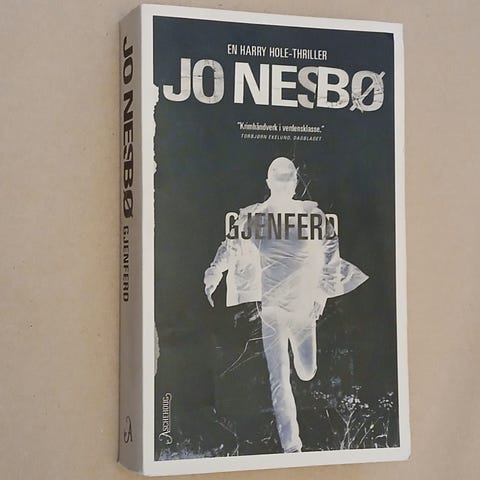 EN HARRY HOLE-THRILLER
JO NESBØ
"Krimhåndverk i verdensklasse."
TORBJØRN EKELUND, DAGBLADET
GJENFERD
ASCHEHOUG
JO NESBØ GJENFERD